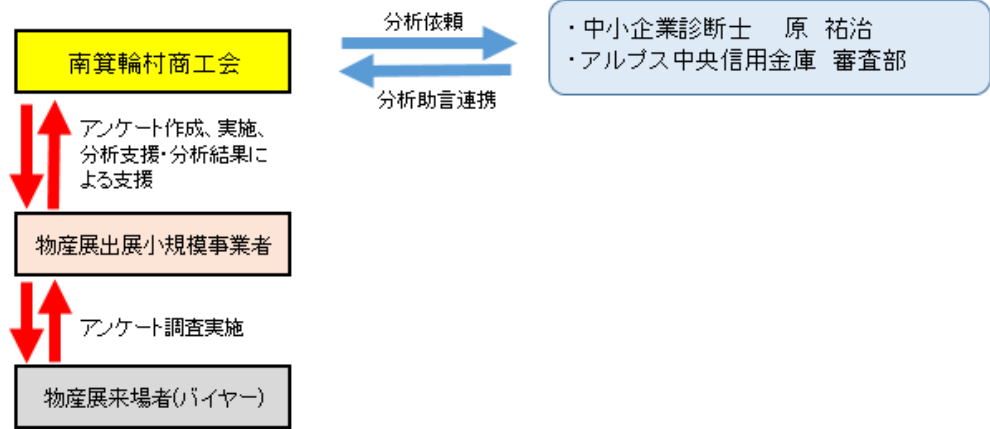 分析依頼
・中小企業診断士 原 祐治
・アルプス中央信用金庫 審査部
南箕輪村商工会
分析助言連携
アンケート作成、実施、
分析支援・分析結果に
よる支援
物産展出展小規模事業者
アンケート調査実施
物産展来場者(バイヤー)